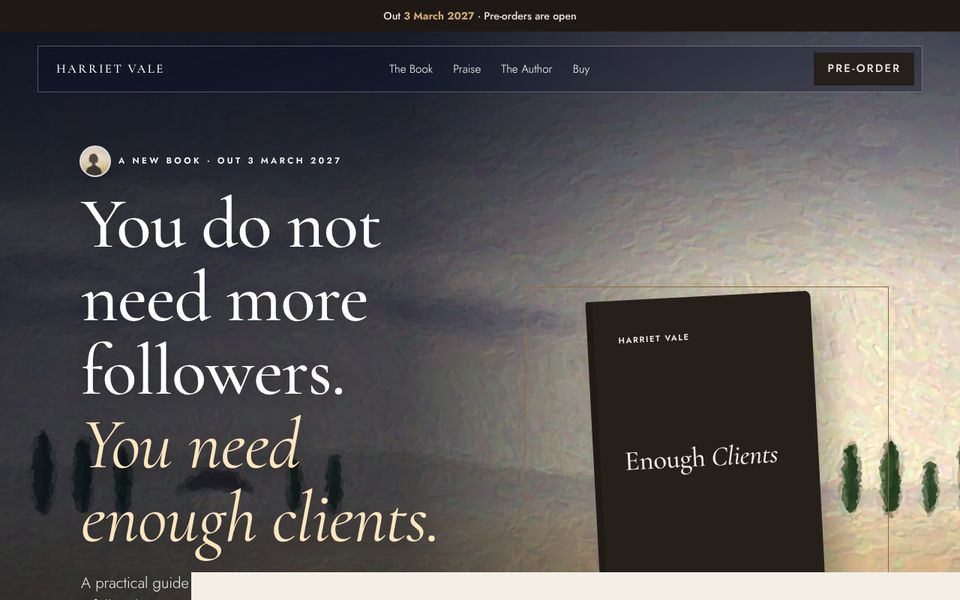 Out 3 March 2027 · Pre-orders are open
HARRIET VALE
The Book Praise The Author Buy
PRE-ORDER
A NEW BOOK · OUT 3 MARCH 2027
You do not
need more
followers.
You need
enough clients.
A practical guide
HARRIET VALE
Enough Clients